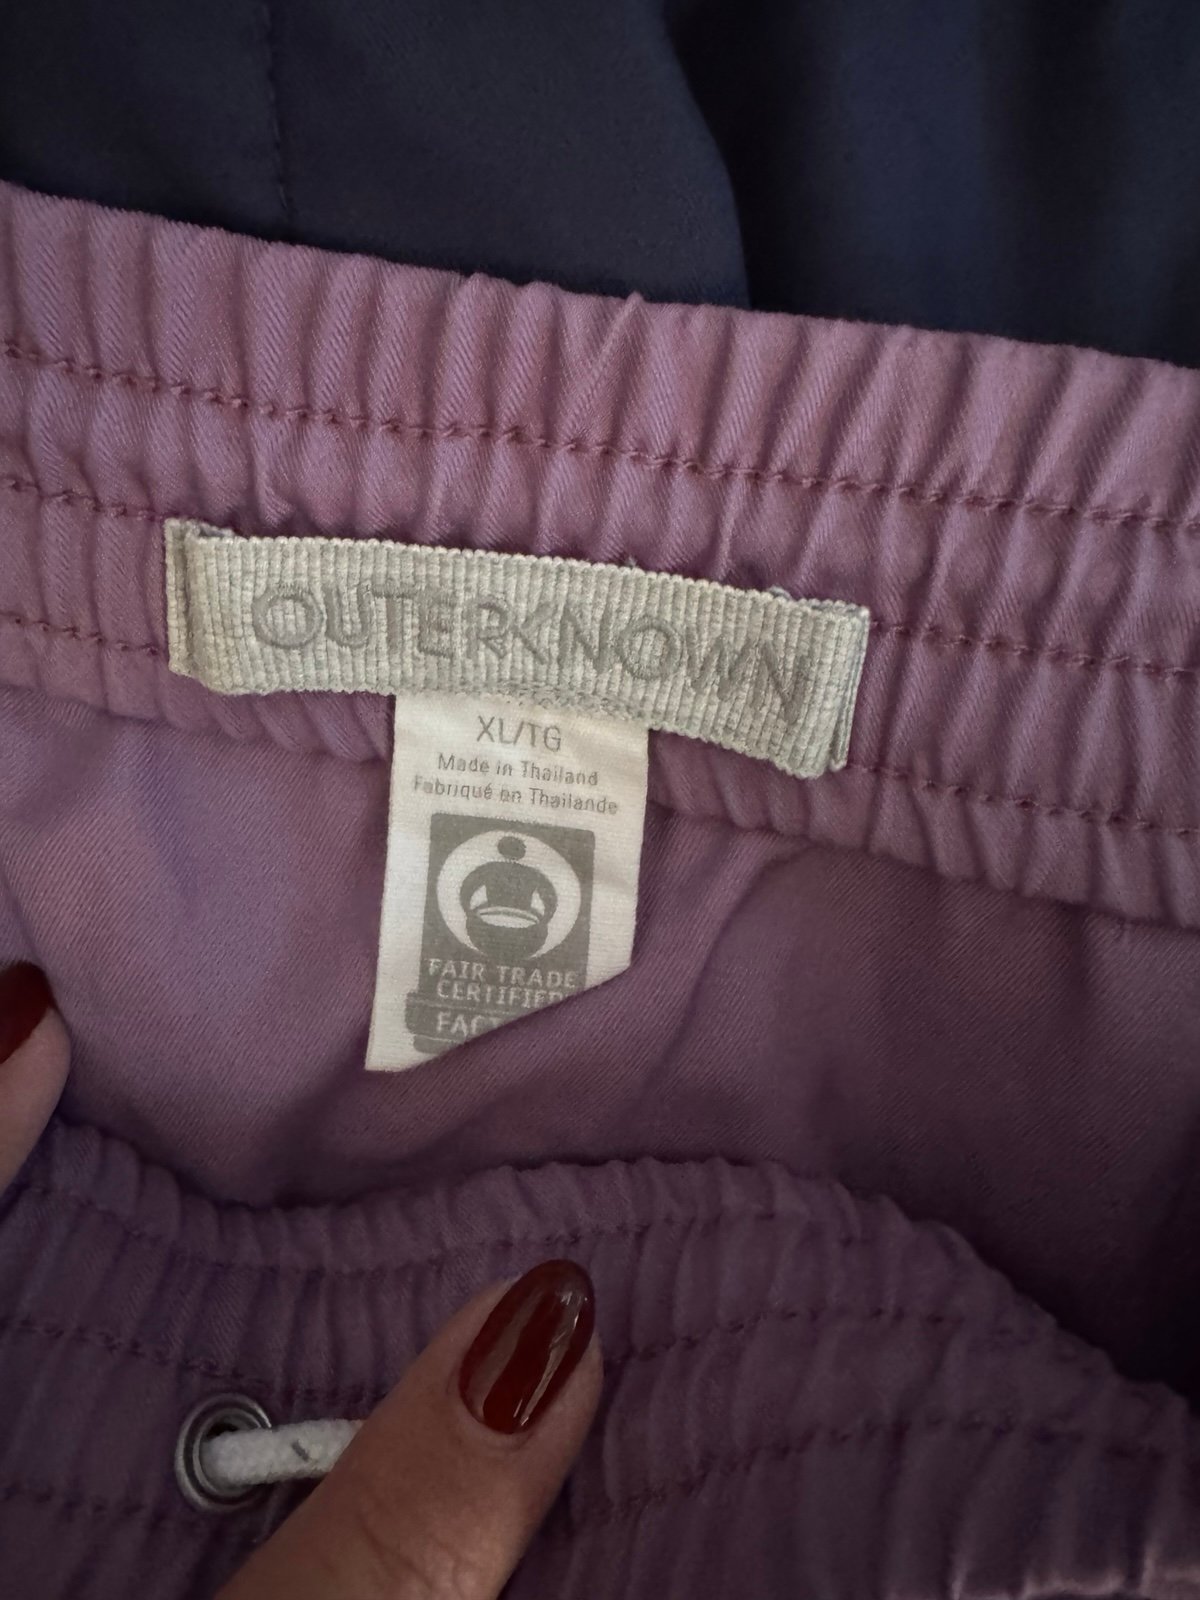 OUTERKNOWN
XL/TG
Made in Thailand
Fabriqué en Thailande
FAIR TRADE
CERTIFIED